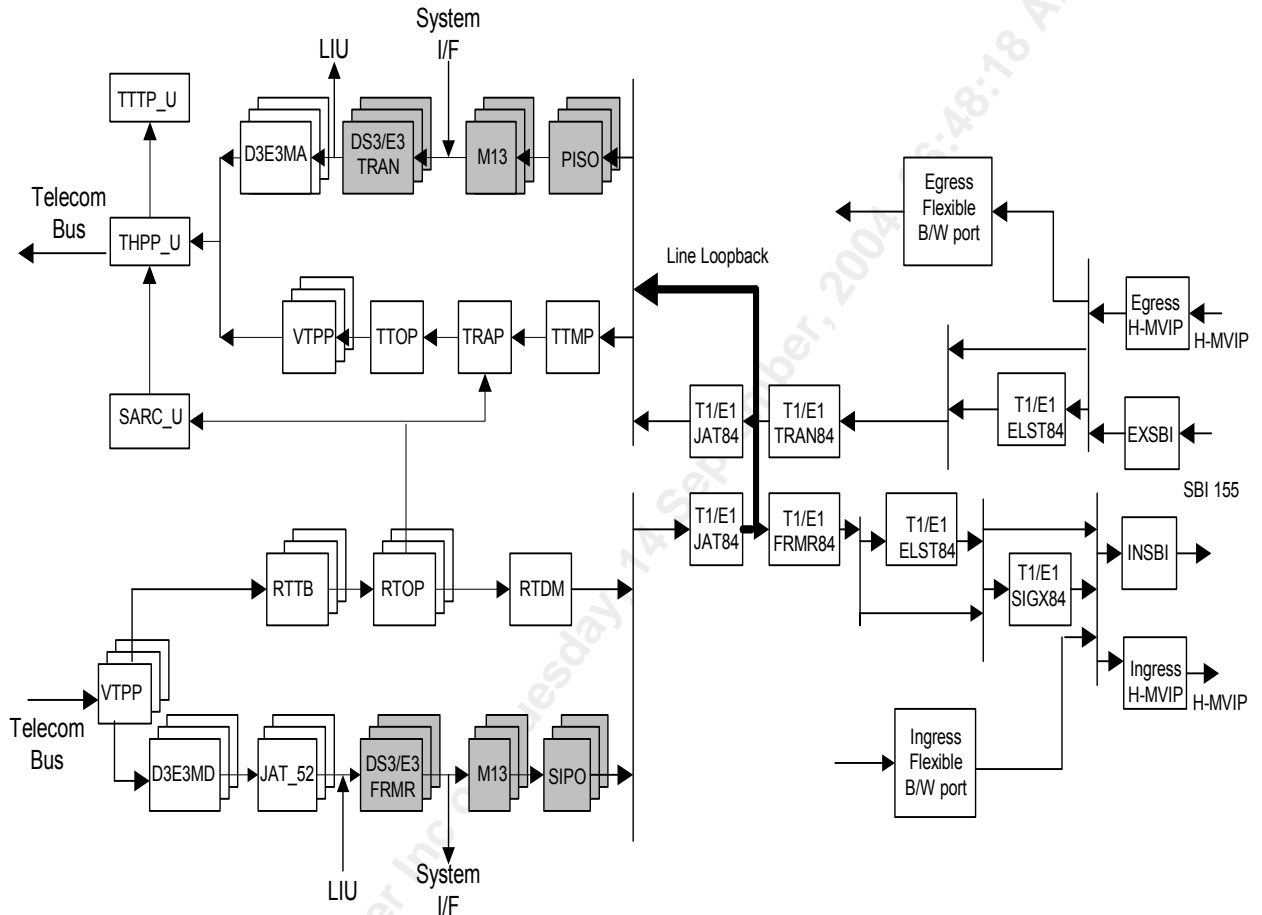 System
I/F
LIU
TTTP_U
D3E3MA
DS3/E3
TRAN
M13
PISO
Telecom
Bus
THPP_U
Egress
Flexible
B/W port
Line Loopback
VTPP
TTOP
TRAP
TTMP
Egress
H-MVIP
H-MVIP
SARC_U
T1/E1
JAT84
T1/E1
TRAN84
T1/E1
ELST84
EXSBI
SBI 155
T1/E1
JAT84
T1/E1
FRMR84
T1/E1
ELST84
INSBI
RTTB
RTOP
RTDM
T1/E1
SIGX84
VTPP
Ingress
H-MVIP
H-MVIP
Telecom
Bus
D3E3MD
JAT_52
DS3/E3
FRMR
M13
SIPO
Ingress
Flexible
B/W port
LIU
System
I/F